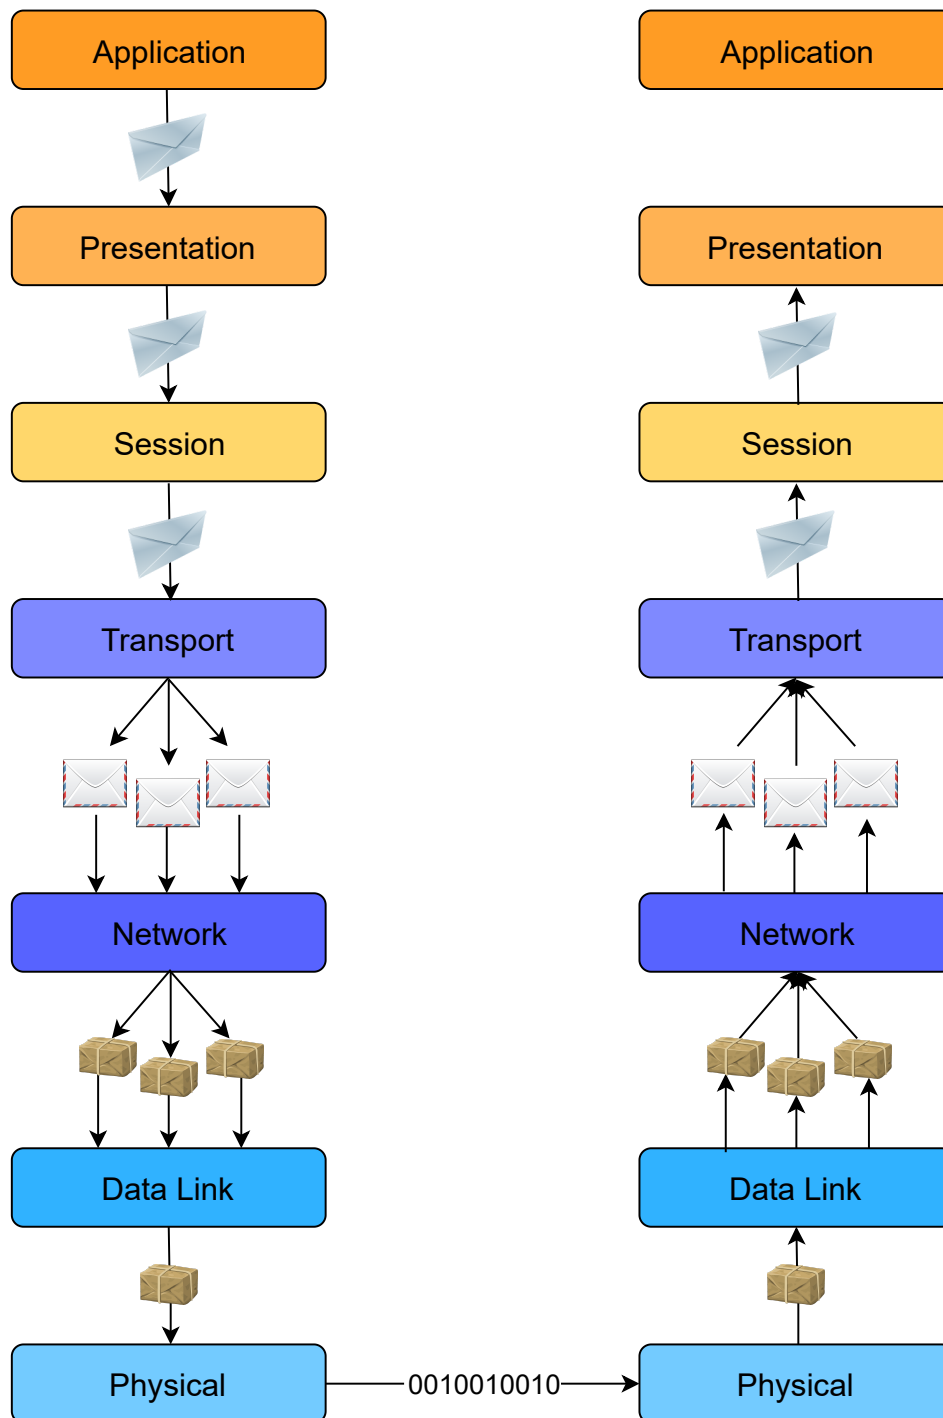 Application
Application
Presentation
Presentation
Session
Session
Transport
Transport
Network
Network
Data Link
Data Link
Physical
0010010010
Physical